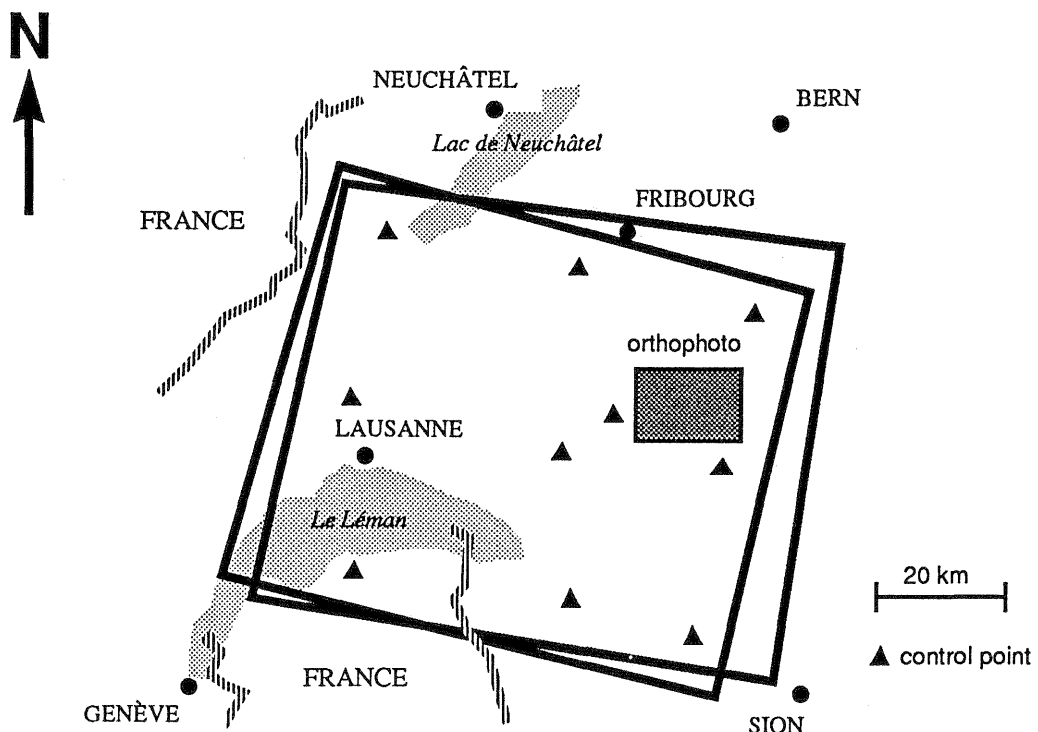 N
NEUCHÂTEL
BERN
Lac de Neuchâtel
FRIBOURG
FRANCE
orthophoto
LAUSANNE
Le Léman
20 km
control point
FRANCE
GENÈVE
SION